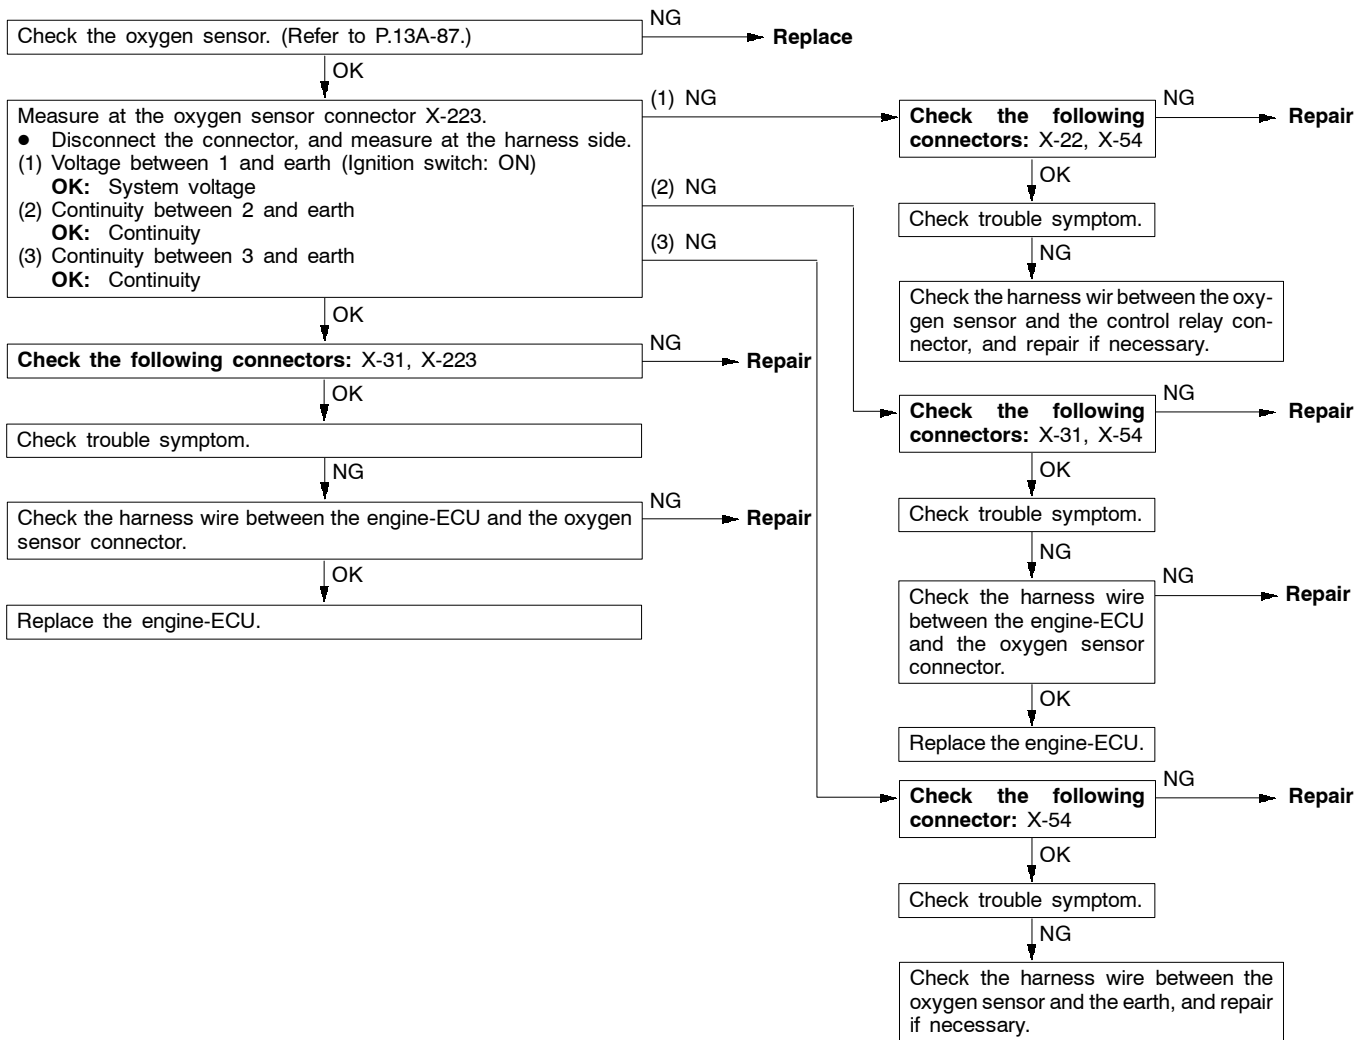 Check the oxygen sensor. (Refer to P.13A-87.)
NG
Replace
OK
Measure at the oxygen sensor connector X-223.
● Disconnect the connector, and measure at the harness side.
(1) Voltage between 1 and earth (Ignition switch: ON)
OK: System voltage
(2) Continuity between 2 and earth
OK: Continuity
(3) Continuity between 3 and earth
OK: Continuity
(1) NG
(2) NG
(3) NG
OK
Check the following connectors: X-31, X-223
NG
Repair
OK
Check trouble symptom.
NG
Check the harness wire between the engine-ECU and the oxygen
sensor connector.
NG
Repair
OK
Replace the engine-ECU.
Check the following
connectors: X-22, X-54
NG
Repair
OK
Check trouble symptom.
NG
Check the harness wir between the oxy-
gen sensor and the control relay con-
nector, and repair if necessary.
Check the following
connectors: X-31, X-54
NG
Repair
OK
Check trouble symptom.
NG
Check the harness wire
between the engine-ECU
and the oxygen sensor
connector.
NG
Repair
OK
Replace the engine-ECU.
Check the following
connector: X-54
NG
Repair
OK
Check trouble symptom.
NG
Check the harness wire between the
oxygen sensor and the earth, and repair
if necessary.